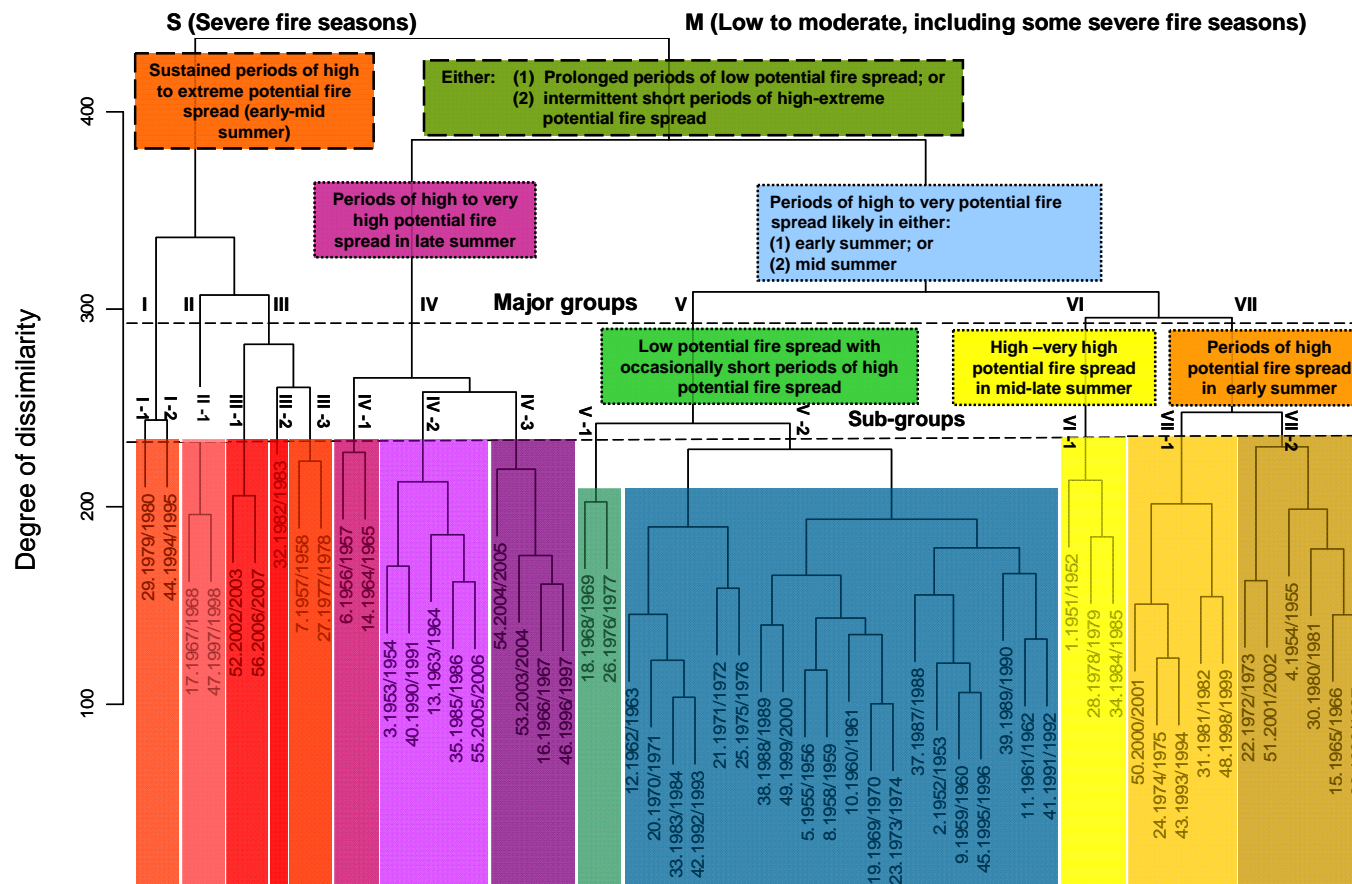 S (Severe fire seasons)
M (Low to moderate, including some severe fire seasons)
Sustained periods of high
to extreme potential fire
spread (early-mid
summer)
Either: (1) Prolonged periods of low potential fire spread; or
(2) intermittent short periods of high-extreme
potential fire spread
Periods of high to very
high potential fire
spread in late summer
Periods of high to very potential fire
spread likely in either:
(1) early summer; or
(2) mid summer
Degree of dissimilarity
400
300
200
100
I
II
III
IV
Major groups
V
VI
VII
Low potential fire spread with
occasionally short periods of high
potential fire spread
High –very high
potential fire spread
in mid-late summer
Periods of high
potential fire spread
in early summer
Sub-groups
I -1
I -2
II -1
III -1
III -2
III -3
IV -1
IV -2
IV -3
V -1
V -2
VI -1
VII -1
VII -2
29.1979/1980
44.1994/1995
17.1967/1968
47.1997/1998
52.2002/2003
56.2006/2007
32.1982/1983
7.1957/1958
27.1977/1978
6.1956/1957
14.1964/1965
3.1953/1954
40.1990/1991
13.1963/1964
35.1985/1986
55.2005/2006
54.2004/2005
53.2003/2004
16.1966/1967
46.1996/1997
18.1968/1969
26.1976/1977
12.1962/1963
20.1970/1971
33.1983/1984
42.1992/1993
21.1971/1972
25.1975/1976
38.1988/1989
49.1999/2000
5.1955/1956
8.1958/1959
10.1960/1961
19.1969/1970
23.1973/1974
37.1987/1988
2.1952/1953
9.1959/1960
45.1995/1996
39.1989/1990
11.1961/1962
41.1991/1992
1.1951/1952
28.1978/1979
34.1984/1985
50.2000/2001
24.1974/1975
43.1993/1994
31.1981/1982
48.1998/1999
22.1972/1973
51.2001/2002
4.1954/1955
30.1980/1981
15.1965/1966